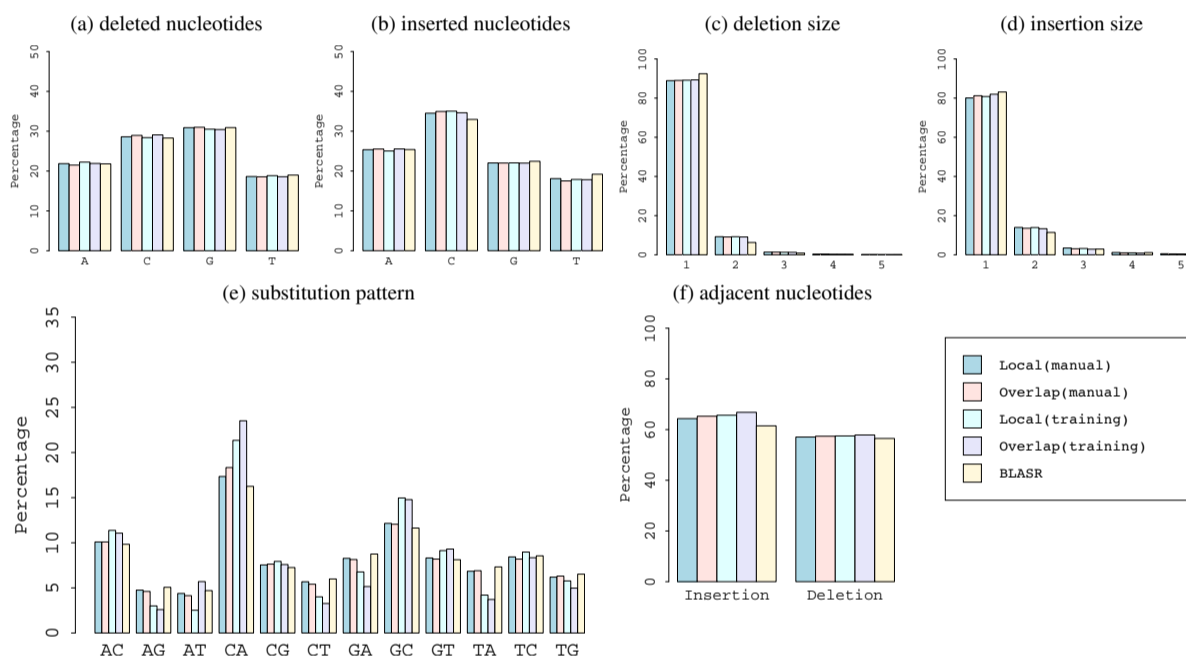 (a) deleted nucleotides
(b) inserted nucleotides
(c) deletion size
(d) insertion size
Percentage
0 10 20 30 40 50
A C G T
Percentage
0 10 20 30 40 50
A C G T
Percentage
0 20 40 60 80 100
1 2 3 4 5
Percentage
0 20 40 60 80 100
1 2 3 4 5
(e) substitution pattern
(f) adjacent nucleotides
Percentage
0 5 10 15 20 25 30 35
AC AG AT CA CG CT GA GC GT TA TC TG
Percentage
0 20 40 60 80 100
Insertion Deletion
Local(manual)
Overlap(manual)
Local(training)
Overlap(training)
BLASR